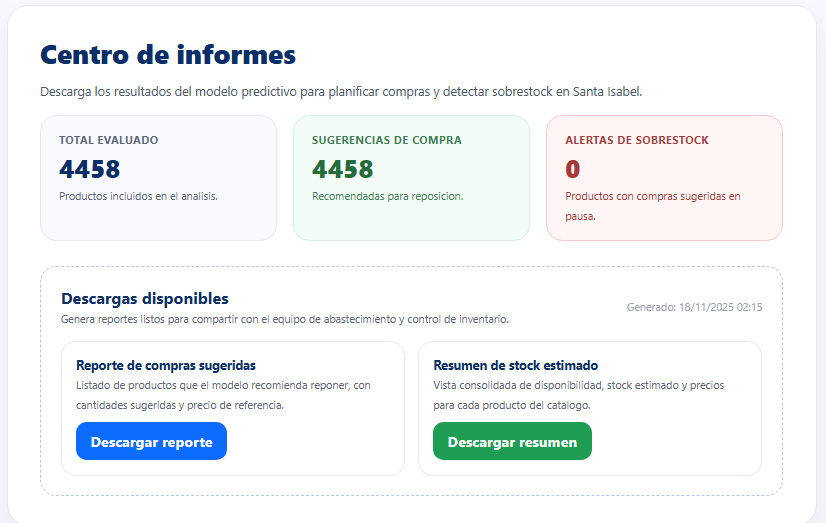 Centro de informes
Descarga los resultados del modelo predictivo para planificar compras y detectar sobrestock en Santa Isabel.
TOTAL EVALUADO
4458
Productos incluidos en el analisis.
SUGERENCIAS DE COMPRA
4458
Recomendadas para reposicion.
ALERTAS DE SOBRESTOCK
0
Productos con compras sugeridas en
pausa.
Descargas disponibles
Genera reportes listos para compartir con el equipo de abastecimiento y control de inventario.
Generado: 18/11/2025 02:15
Reporte de compras sugeridas
Listado de productos que el modelo recomienda reponer, con
cantidades sugeridas y precio de referencia.
Descargar reporte
Resumen de stock estimado
Vista consolidada de disponibilidad, stock estimado y precios
para cada producto del catalogo.
Descargar resumen